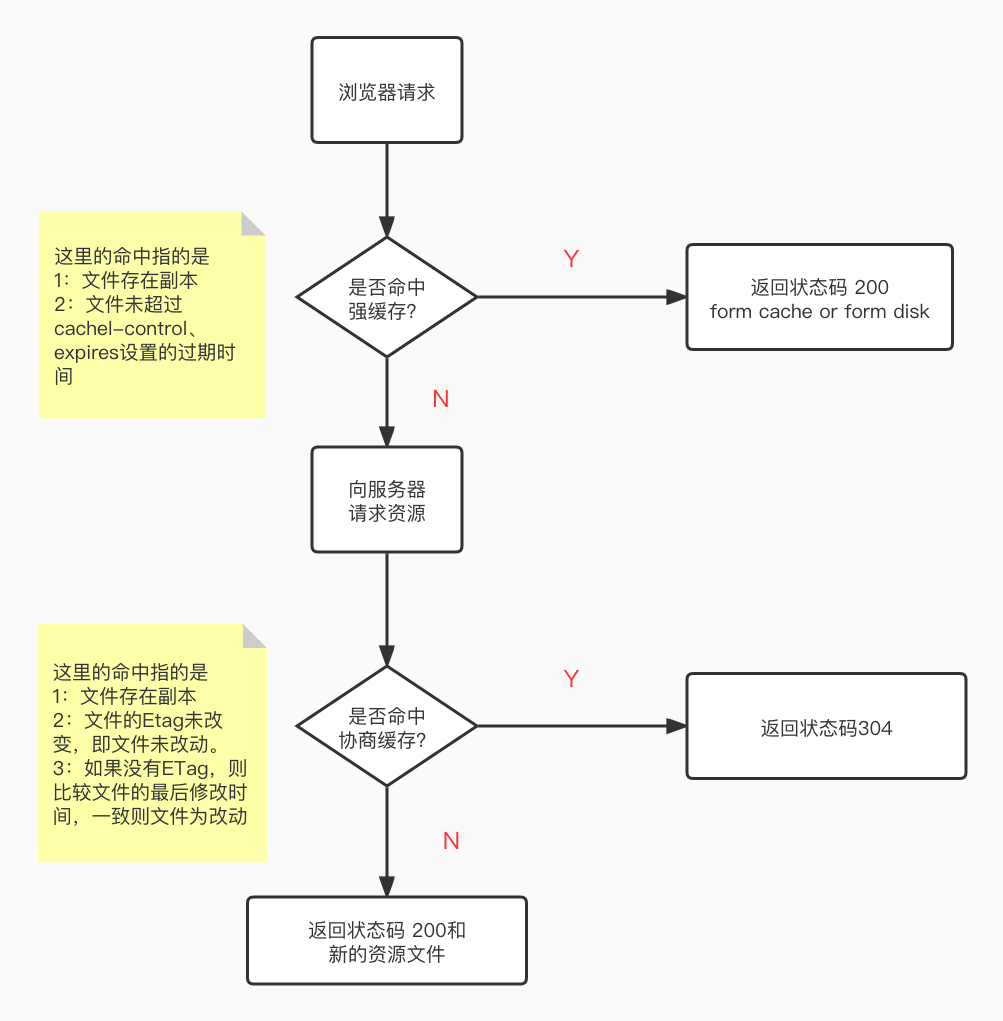 浏览器请求
这里的命中指的是
1：文件存在副本
2：文件未超过
cachel-control、
expires设置的过期时
间
是否命中
强缓存?
Y
返回状态码 200
form cache or form disk
N
向服务器
请求资源
这里的命中指的是
1：文件存在副本
2：文件的Etag未改
变，即文件未改动。
3：如果没有ETag，则
比较文件的最后修改时
间，一致则文件为改动
是否命中
协商缓存?
Y
返回状态码304
N
返回状态码 200和
新的资源文件